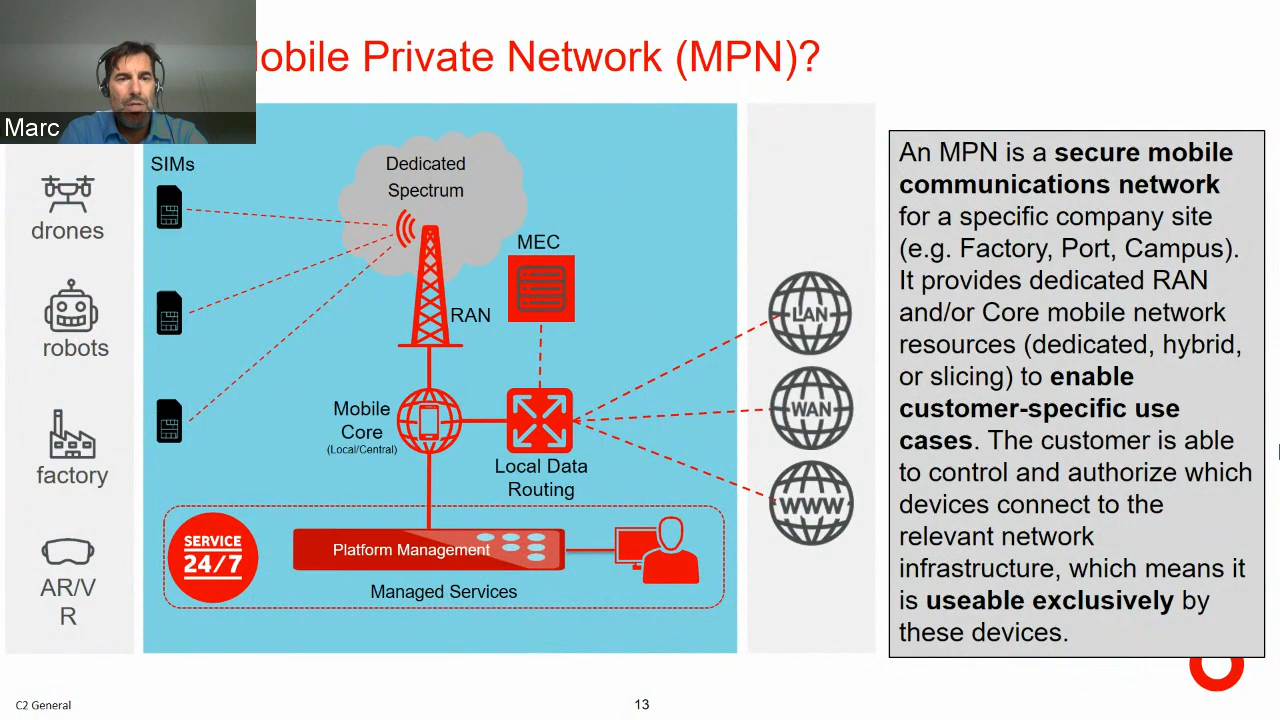 obile Private Network (MPN)?
Marc
drones
robots
factory
AR/V
R
SIMs
Dedicated
Spectrum
RAN
MEC
Mobile
Core
(Local/Central)
Local Data
Routing
SERVICE
24/7
Platform Management
Managed Services
LAN
WAN
WWW
An MPN is a secure mobile
communications network
for a specific company site
(e.g. Factory, Port, Campus).
It provides dedicated RAN
and/or Core mobile network
resources (dedicated, hybrid,
or slicing) to enable
customer-specific use
cases. The customer is able
to control and authorize which
devices connect to the
relevant network
infrastructure, which means it
is useable exclusively by
these devices.
C2 General
13